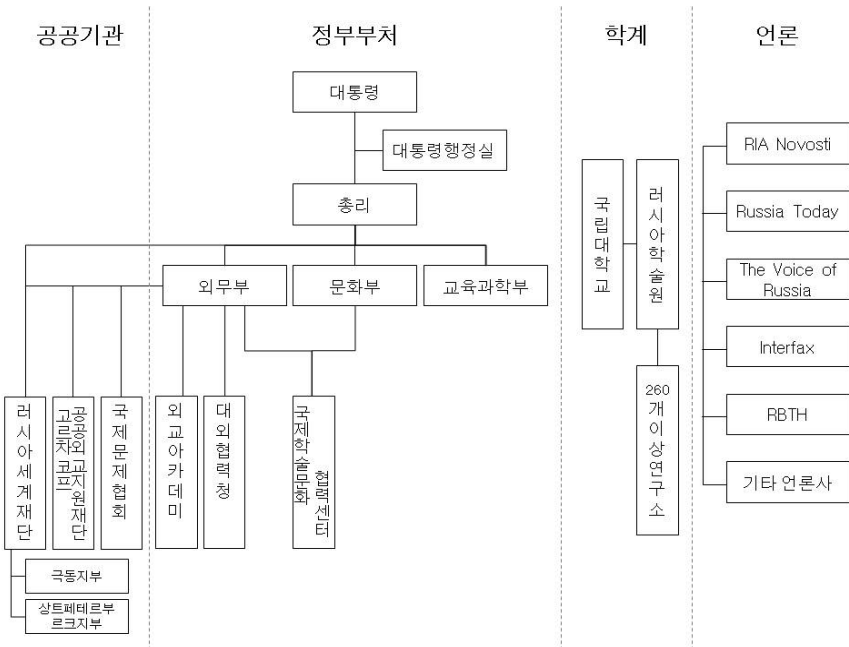 공공기관
정부부처
학계
언론
대통령
대통령행정실
총리
외무부
문화부
교육과학부
러시아세계재단
고르차코프
공공외교지원재단
국제문제협회
외교아카데미
대외협력청
국제학술문화
협력센터
극동지부
상트페테르부
르크지부
국립대학교
러시아학술원
260
개이상연구소
RIA Novosti
Russia Today
The Voice of
Russia
Interfax
RBTH
기타 언론사